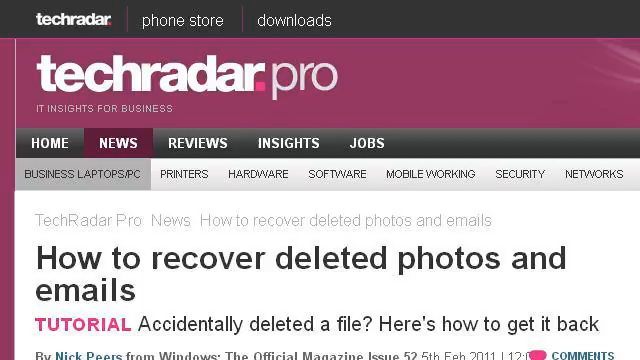 techradar. phone store downloads
techradar.pro
IT INSIGHTS FOR BUSINESS
HOME NEWS REVIEWS INSIGHTS JOBS
BUSINESS LAPTOPS/PC PRINTERS HARDWARE SOFTWARE MOBILE WORKING SECURITY NETWORKS
TechRadar Pro News How to recover deleted photos and emails
How to recover deleted photos and
emails
TUTORIAL Accidentally deleted a file? Here's how to get it back
By Nick Peers from Windows: The Official Magazine Issue 52 5th Feb 2011 | COMMENTS